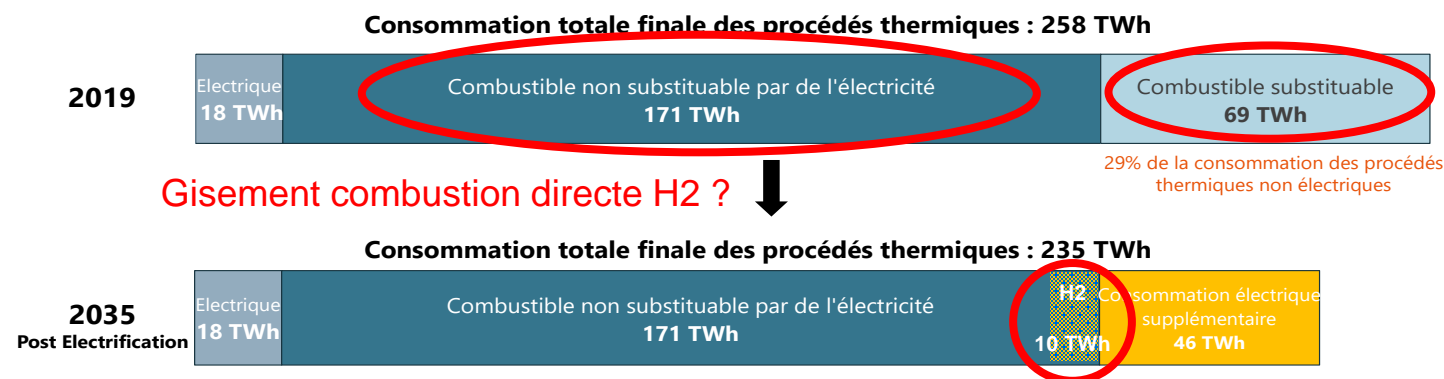 Consommation totale finale des procédés thermiques : 258 TWh
2019
Electrique
18 TWh
Combustible non substituable par de l'électricité
171 TWh
Combustible substituable
69 TWh
29% de la consommation des procédés
thermiques non électriques
Gisement combustion directe H2 ?
Consommation totale finale des procédés thermiques : 235 TWh
2035
Post Electrification
Electrique
18 TWh
Combustible non substituable par de l'électricité
171 TWh
H2
10 TWh
Consommation électrique
supplémentaire
46 TWh